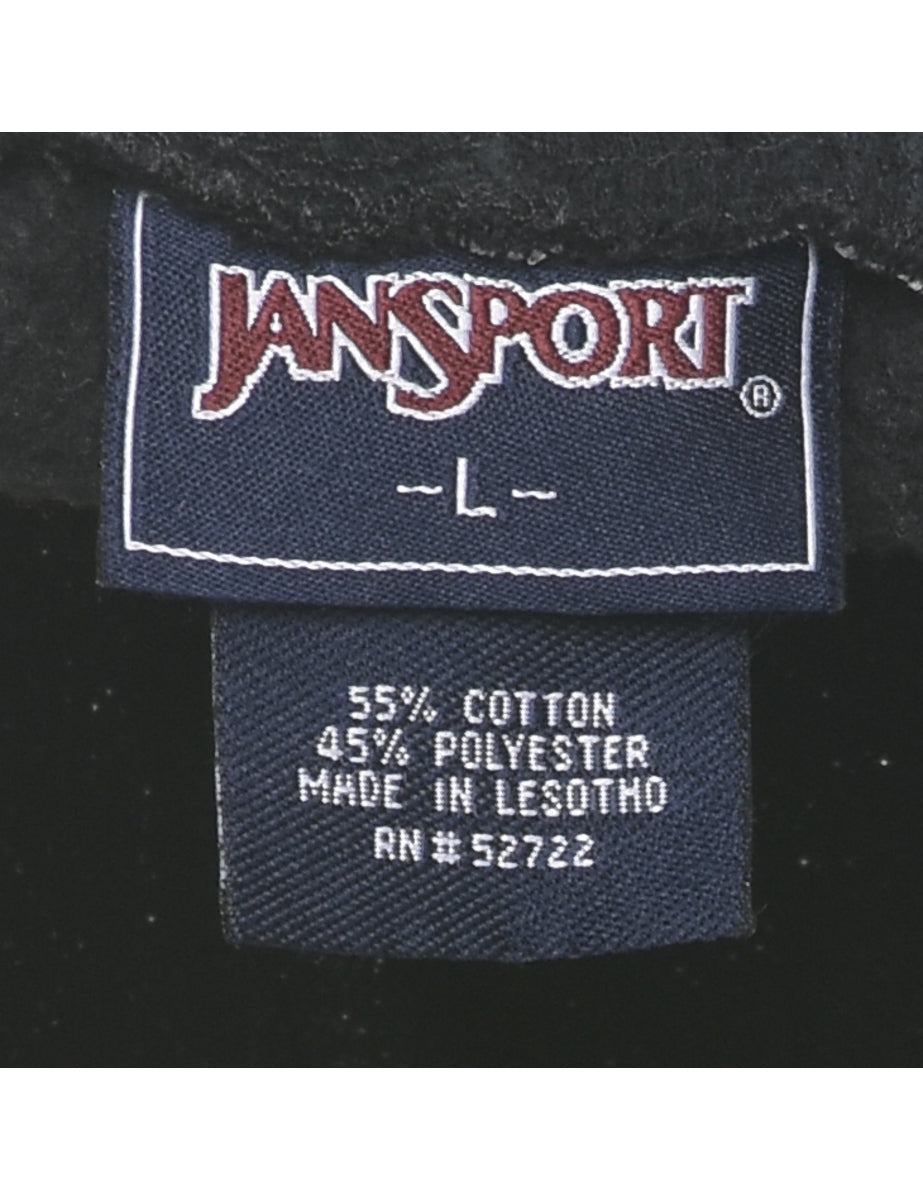 JANSPORT®
-L-
55% COTTON
45% POLYESTER
MADE IN LESOTHO
RN#52722